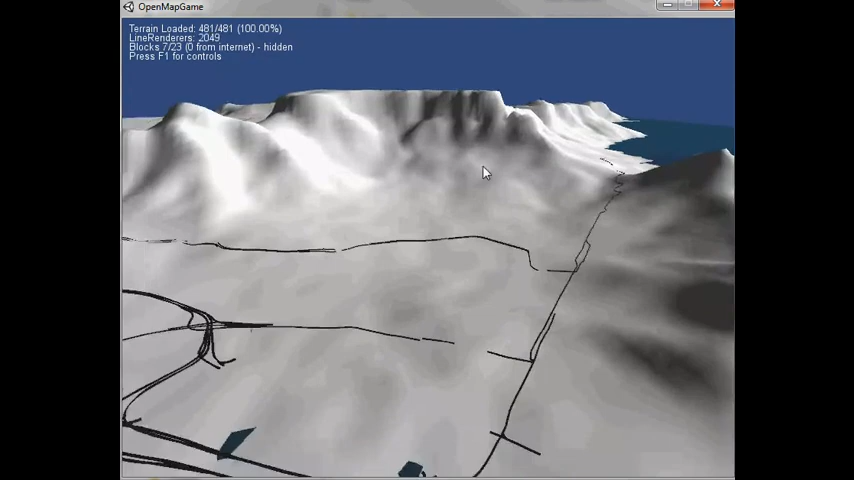 OpenMapGame
Terrain Loaded: 481/481 (100.00%)
LineRenderers: 2049
Blocks 7/23 (0 from internet) - hidden
Press F1 for controls